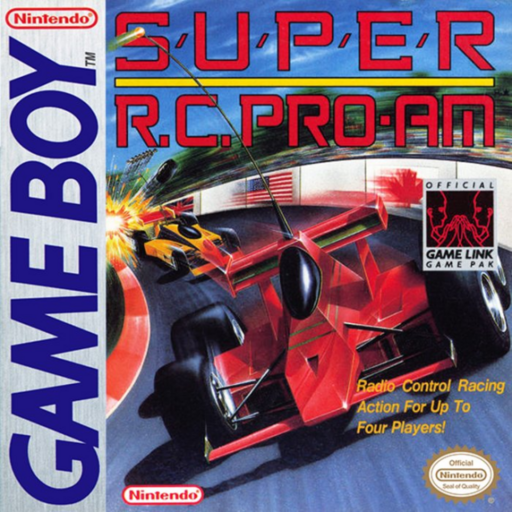 Nintendo®
GAME BOY™
S·U·P·E·R
R.C. PRO-AM
OFFICIAL
GAME LINK
GAME PAK
Radio Control Racing
Action For Up To
Four Players!
Nintendo®
Official
Nintendo
Seal of Quality